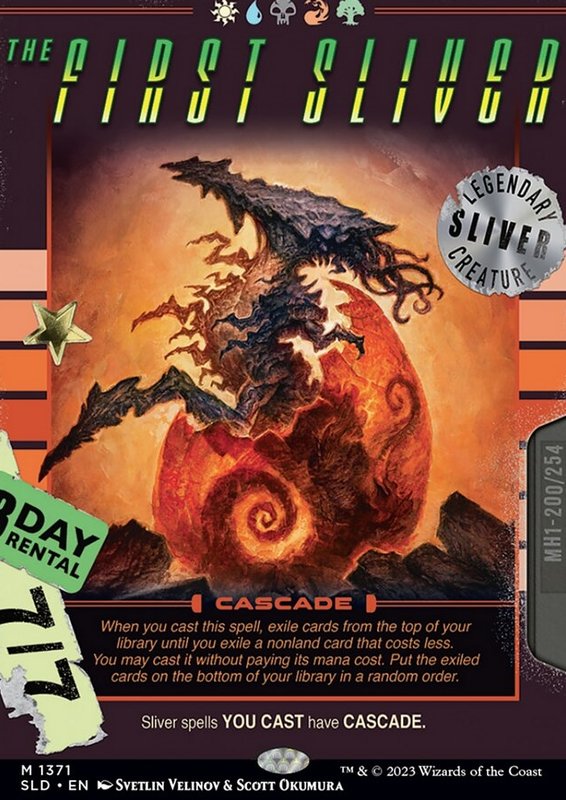 THE
FIRST SLIVER
LEGENDARY
SLIVER
CREATURE
MH1-200/254
3 DAY
RENTAL
717
CASCADE
When you cast this spell, exile cards from the top of your
library until you exile a nonland card that costs less.
You may cast it without paying its mana cost. Put the exiled
cards on the bottom of your library in a random order.
Sliver spells YOU CAST have CASCADE.
M 1371
SLD • EN Svetlin Velinov & Scott Okumura
™ & © 2023 Wizards of the Coast